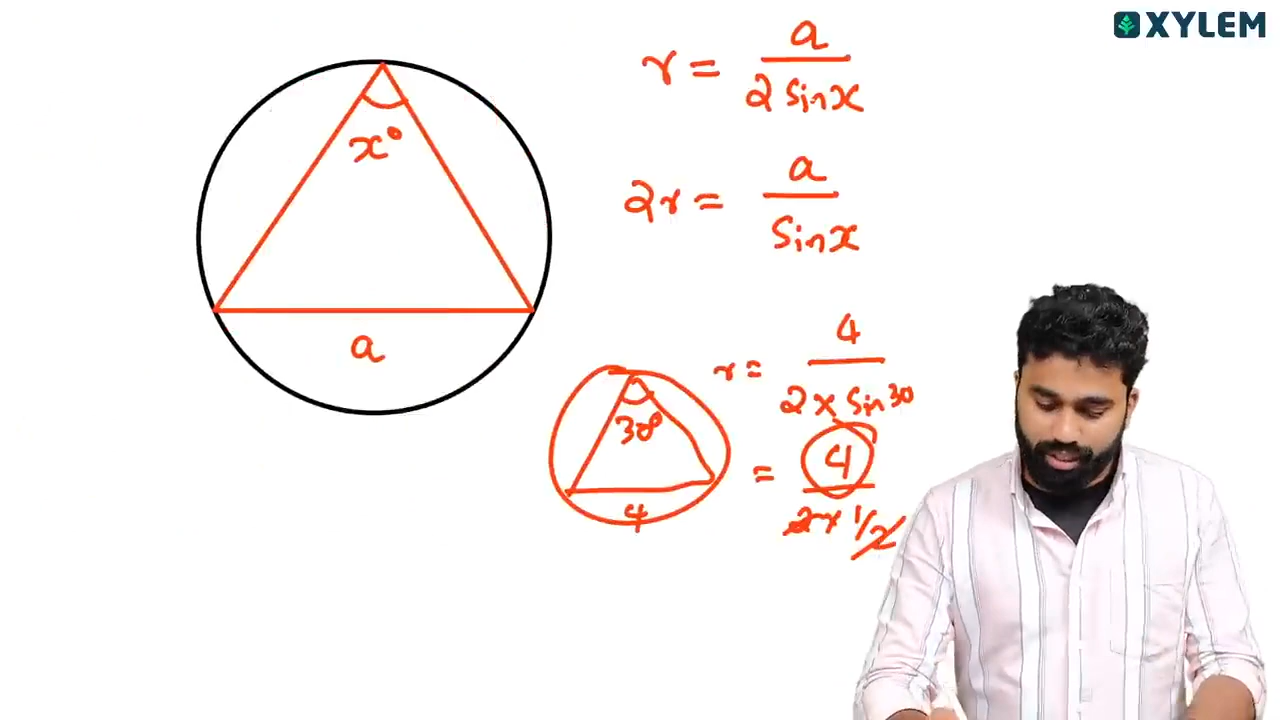 XYLEM
r = a / 2 sin x
x°
2r = a / sin x
a
r = 4 / 2 × sin 30
30°
= 4 / 2 × 1/2
4